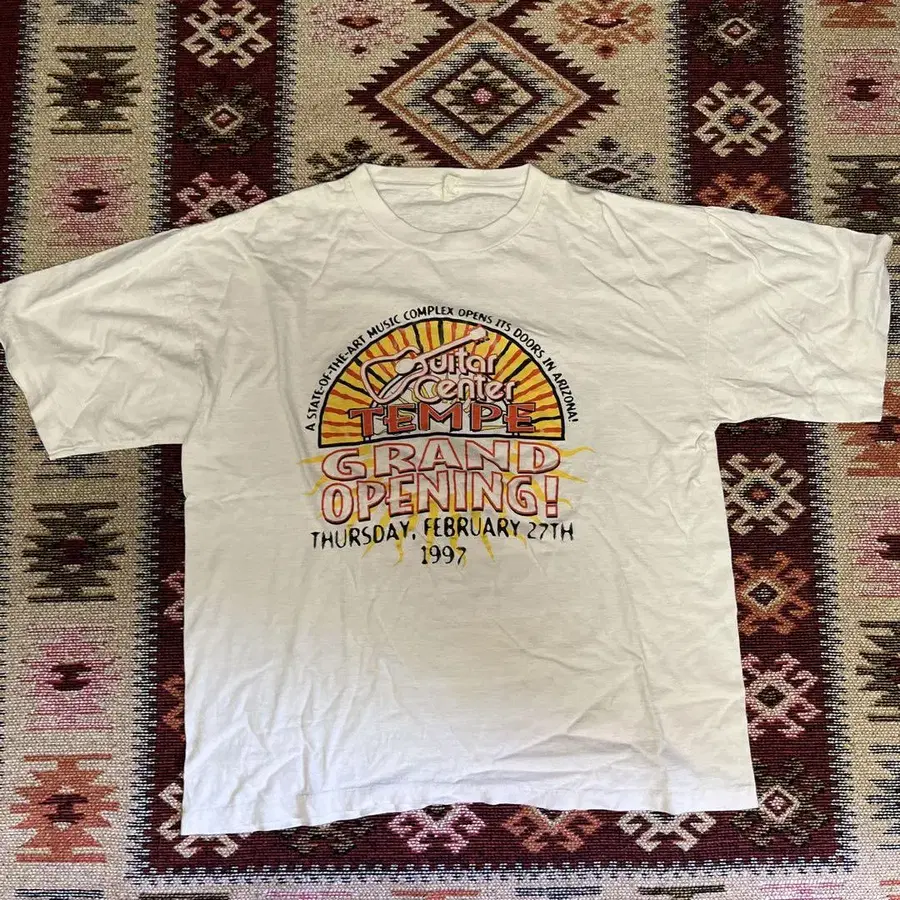 A STATE-OF-THE-ART MUSIC COMPLEX OPENS ITS DOORS IN ARIZONA!
Guitar
Center
TEMPE
GRAND
OPENING!
THURSDAY, FEBRUARY 27TH
1997